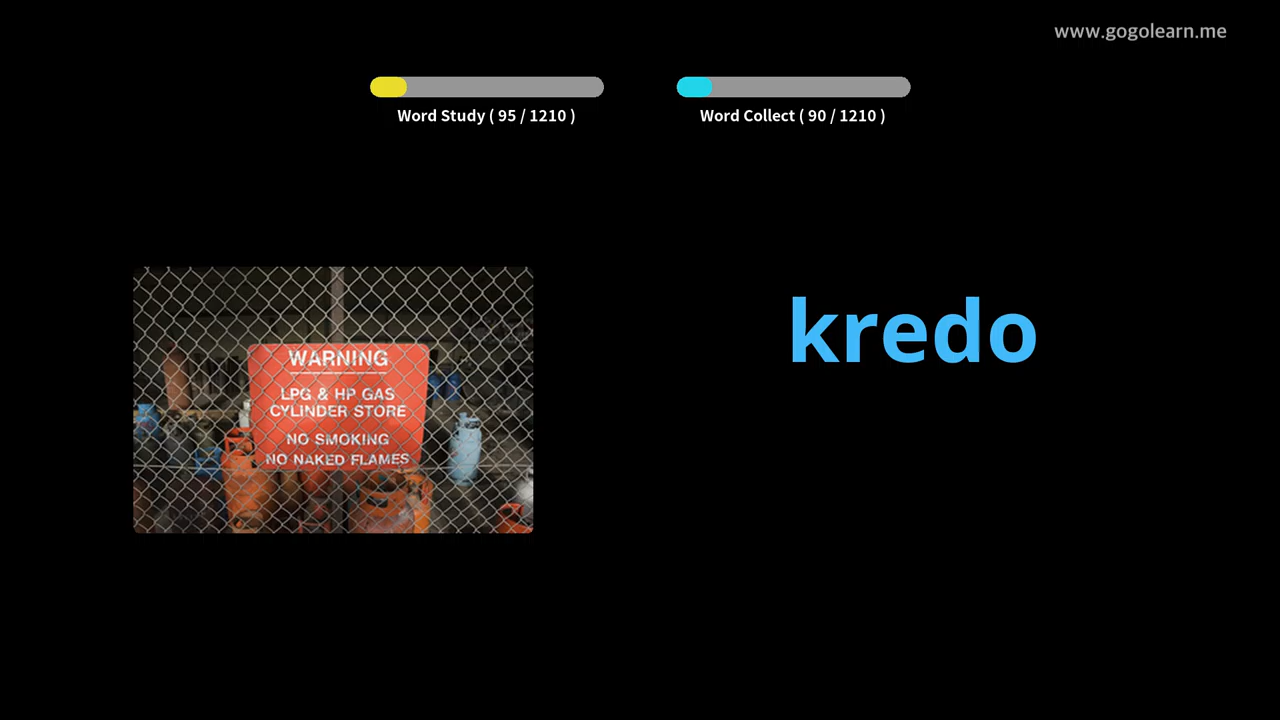 www.gogolearn.me
Word Study ( 95 / 1210 )
Word Collect ( 90 / 1210 )
kredo
WARNING
LPG & HP GAS
CYLINDER STORE
NO SMOKING
NO NAKED FLAMES